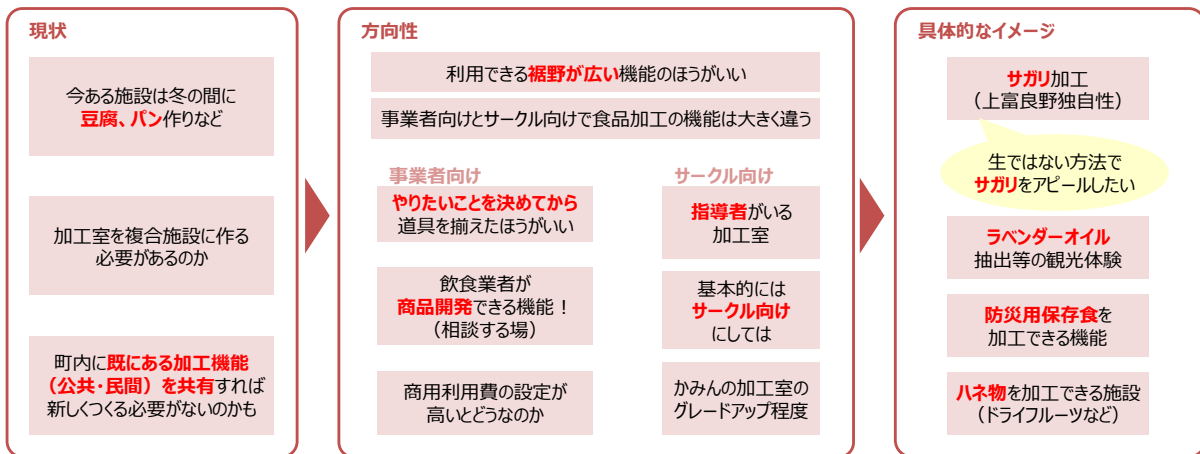 現状
今ある施設は冬の間に
豆腐、パン作りなど
加工室を複合施設に作る
必要があるのか
町内に既にある加工機能
（公共・民間）を共有すれば
新しくつくる必要がないのかも
方向性
利用できる裾野が広い機能のほうがいい
事業者向けとサークル向けで食品加工の機能は大きく違う
事業者向け
やりたいことを決めてから
道具を揃えたほうがいい
飲食業者が
商品開発できる機能！
（相談する場）
商用利用費の設定が
高いとどうなのか
サークル向け
指導者がいる
加工室
基本的には
サークル向け
にしては
かみんの加工室の
グレードアップ程度
具体的なイメージ
サガリ加工
（上富良野独自性）
生ではない方法で
サガリをアピールしたい
ラベンダーオイル
抽出等の観光体験
防災用保存食を
加工できる機能
ハネ物を加工できる施設
（ドライフルーツなど）